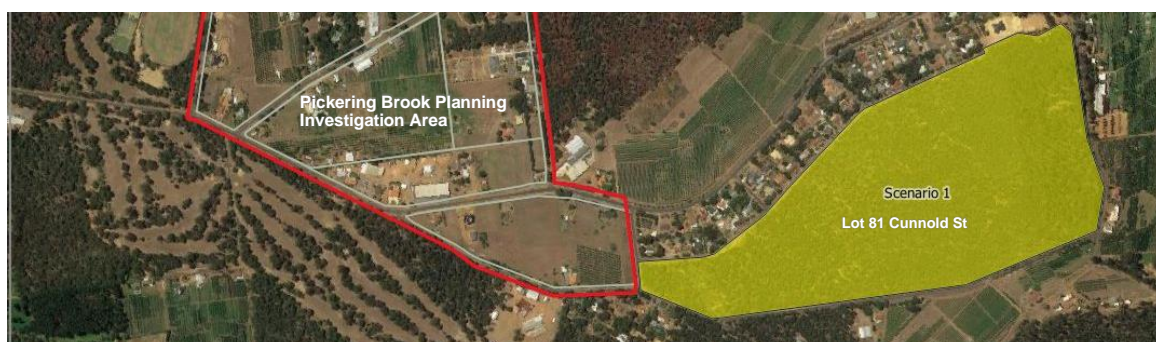 Pickering Brook Planning
Investigation Area
Scenario 1
Lot 81 Cunnold St